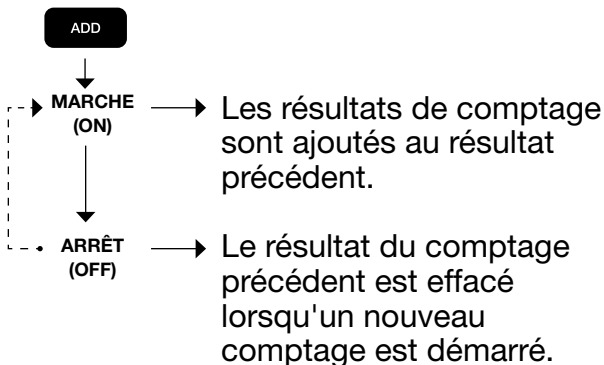 ADD
MARCHE
(ON)
Les résultats de comptage
sont ajoutés au résultat
précédent.
ARRÊT
(OFF)
Le résultat du comptage
précédent est effacé
lorsqu'un nouveau
comptage est démarré.